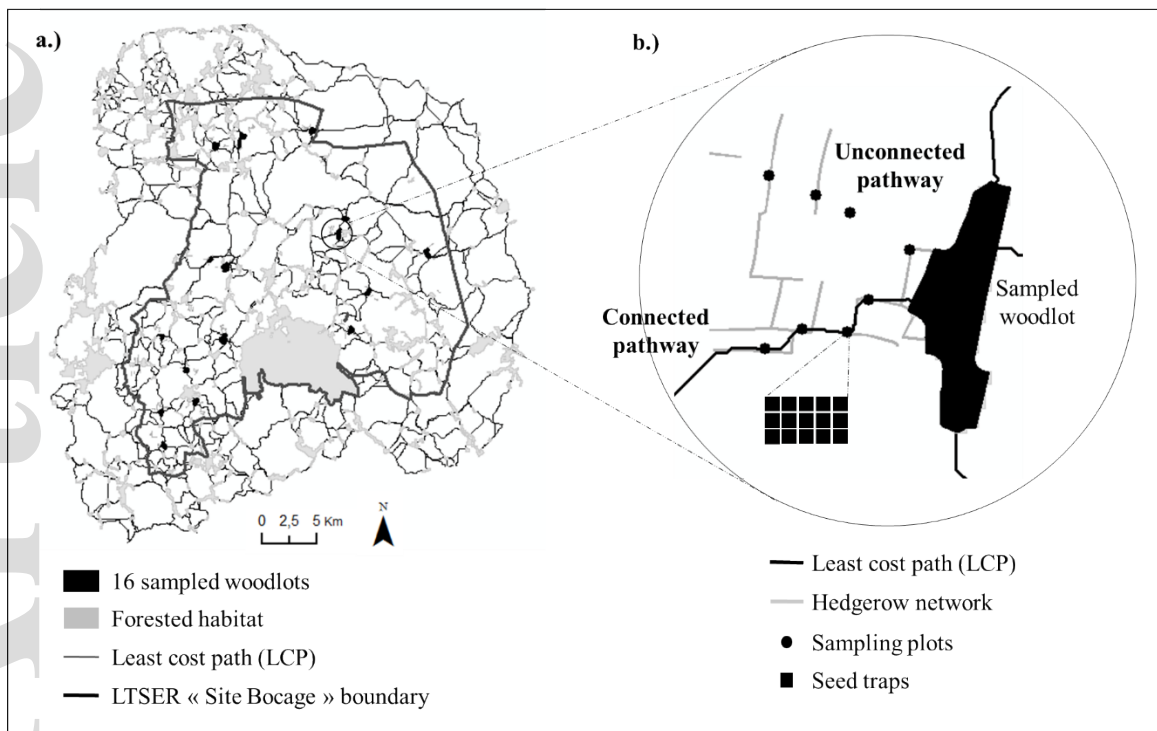 a.)
b.)
Unconnected
pathway
Connected
pathway
Sampled
woodlot
0 2,5 5 Km
N
16 sampled woodlots
Forested habitat
Least cost path (LCP)
LTSER « Site Bocage » boundary
Least cost path (LCP)
Hedgerow network
Sampling plots
Seed traps